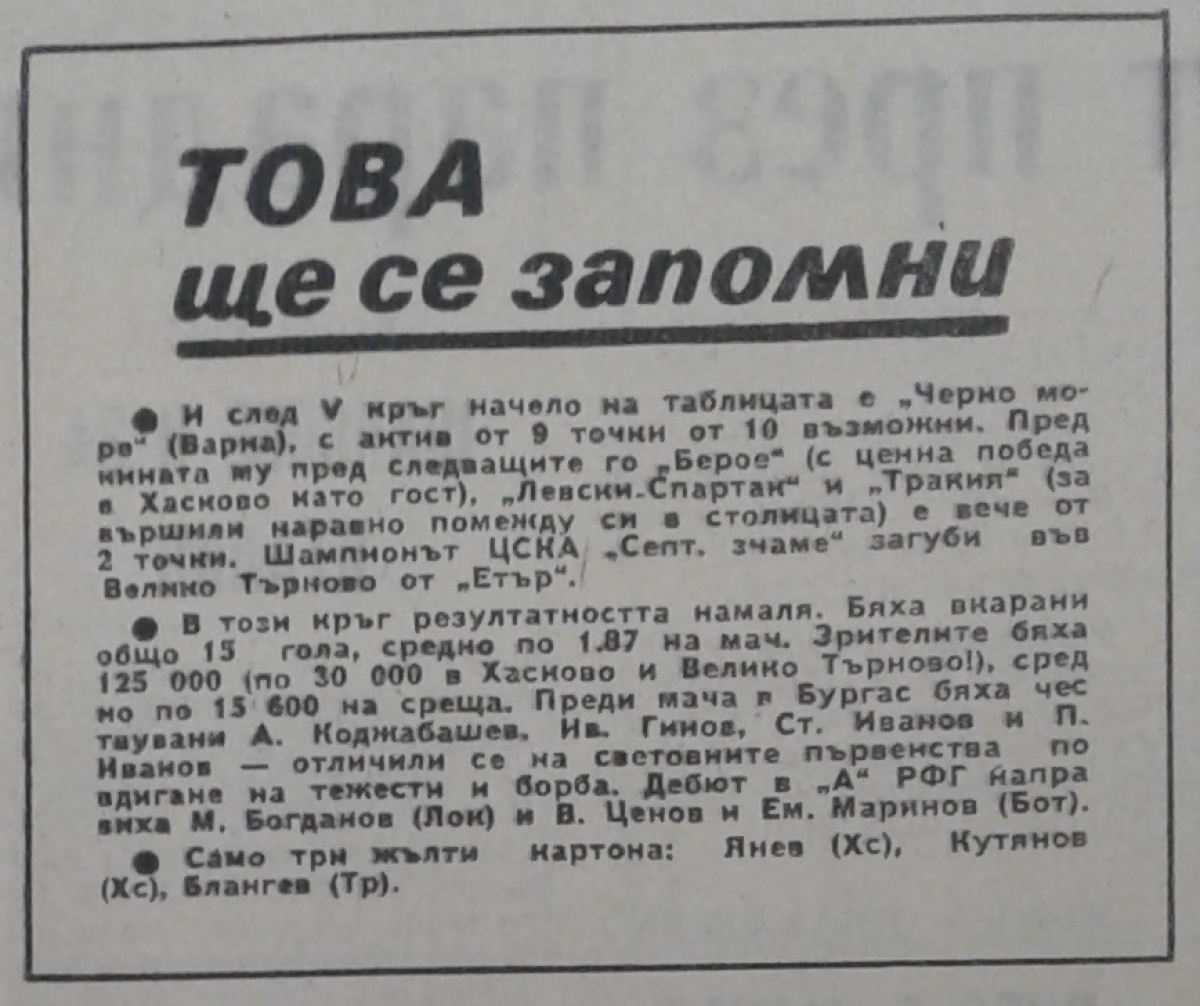 ТОВА
ще се запомни
● И след V кръг начело на таблицата е „Черно мо-
ре“ (Варна), с актив от 9 точки от 10 възможни. Пред
нината му пред следващите го „Берое“ (с ценна победа
в Хасково като гост), „Левски-Спартак“ и „Тракия“ (за
вършили наравно помежду си в столицата) е вече от
2 точки. Шампионът ЦСКА „Септ. знаме“ загуби във
Велико Търново от „Етър“.
● В този кръг резултатността намаля. Бяха вкарани
общо 15 гола, средно по 1.87 на мач. Зрителите бяха
125 000 (по 30 000 в Хасково и Велико Търново!), сред
но по 15 600 на среща. Преди мача в Бургас бяха чес
твувани А. Коджабашев, Ив. Гинов, Ст. Иванов и П.
Иванов — отличили се на световните първенства по
вдигане на тежести и борба. Дебют в „А“ РФГ напра
виха М. Богданов (Лок) и В. Ценов и Ем. Маринов (Бот).
● Само три жълти картона: Янев (Хс), Кутянов
(Хс),Блангев (Тр).